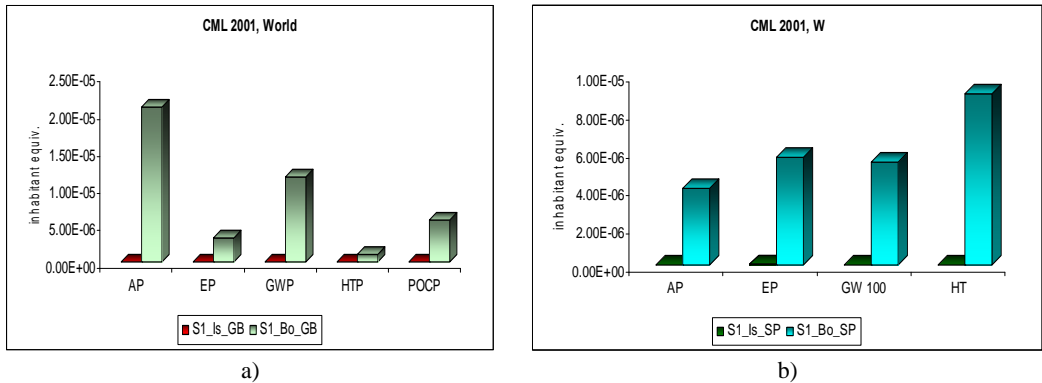 CML 2001, World
2.50E-05
2.00E-05
1.50E-05
1.00E-05
5.00E-06
0.00E+00
inhabitant equiv.
AP EP GWP HTP POCP
S1_Is_GB S1_Bo_GB
a)
CML 2001, W
1.00E-05
8.00E-06
6.00E-06
4.00E-06
2.00E-06
0.00E+00
inhabitant equiv.
AP EP GW 100 HT
S1_Is_SP S1_Bo_SP
b)